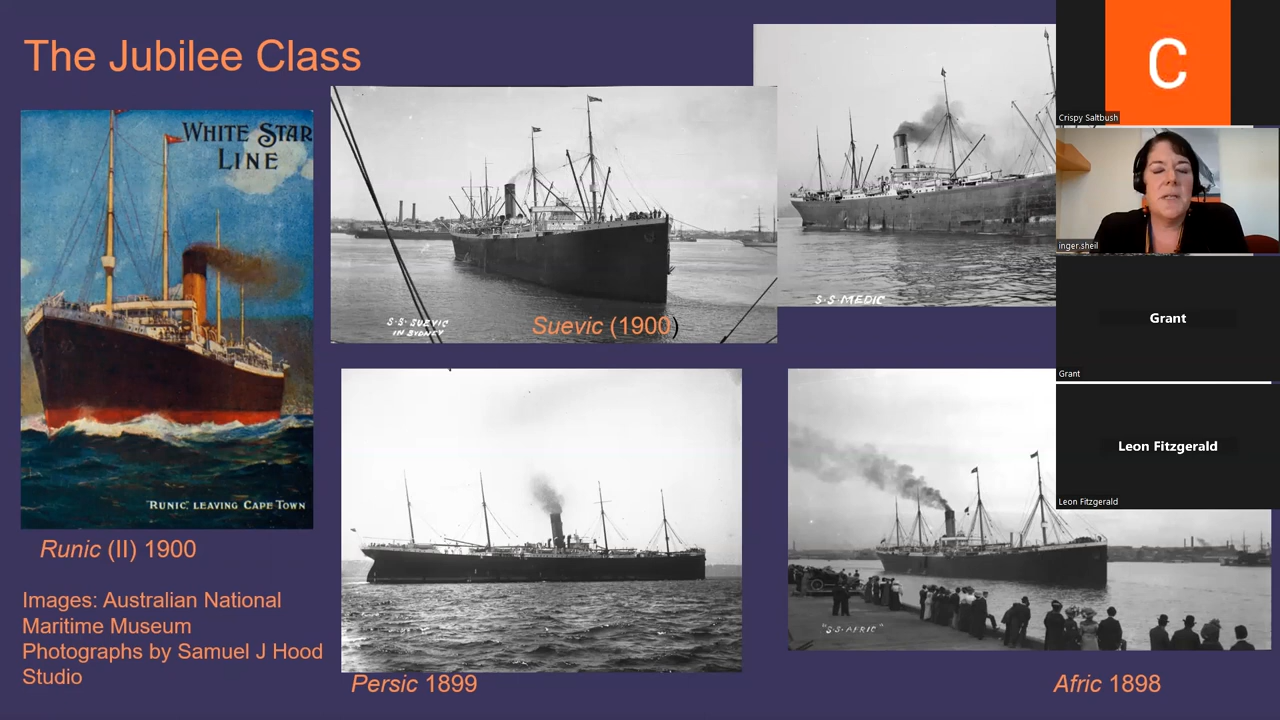 The Jubilee Class
WHITE STAR
LINE
"RUNIC" LEAVING CAPE TOWN
Runic (II) 1900
Images: Australian National
Maritime Museum
Photographs by Samuel J Hood
Studio
S.S. SUEVIC
IN SYDNEY
Suevic (1900)
S.S MEDIC
Persic 1899
"S.S. AFRIC"
Afric 1898
C
Crispy Saltbush
inger.sheil
Grant
Grant
Leon Fitzgerald
Leon Fitzgerald